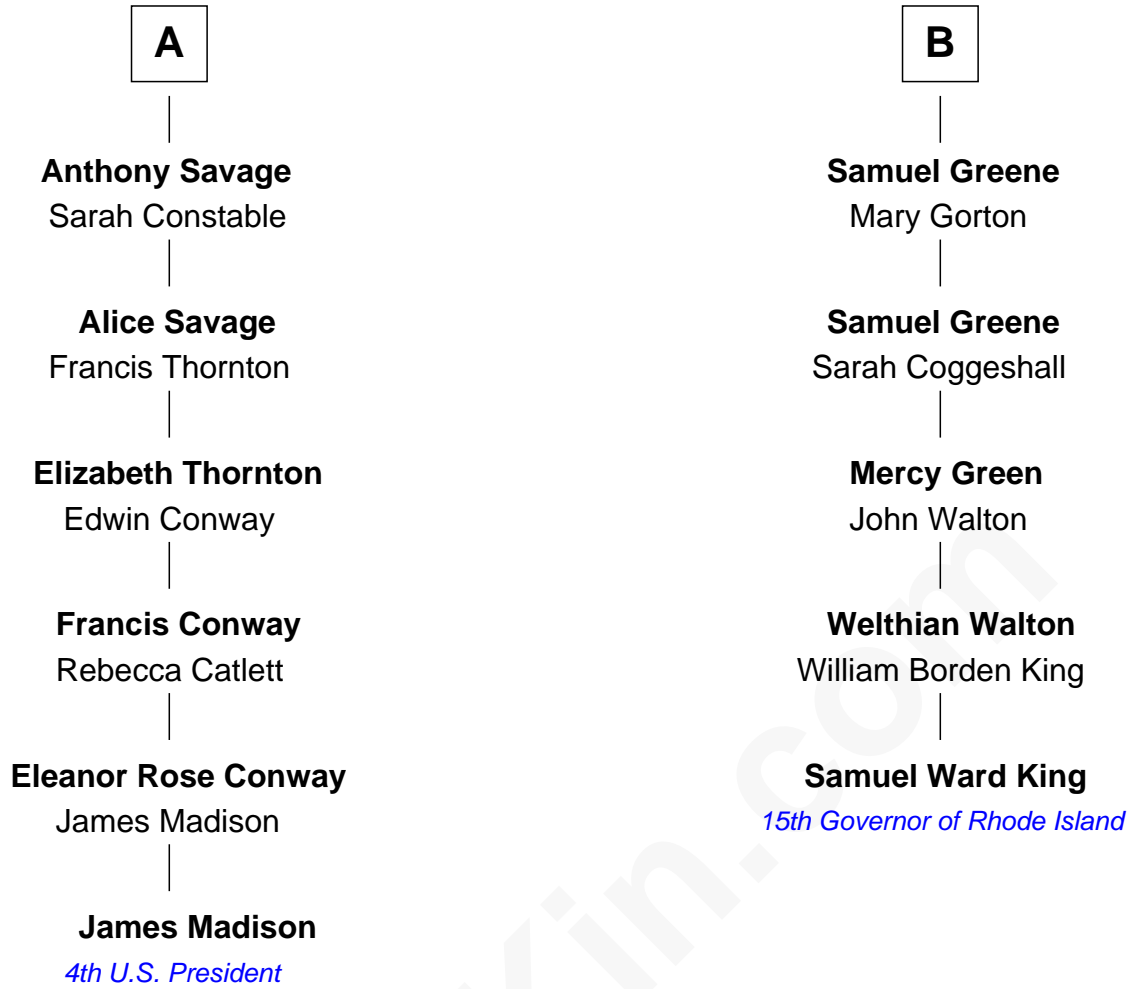 A
Anthony Savage
Sarah Constable
Alice Savage
Francis Thornton
Elizabeth Thornton
Edwin Conway
Francis Conway
Rebecca Catlett
Eleanor Rose Conway
James Madison
James Madison
4th U.S. President
B
Samuel Greene
Mary Gorton
Samuel Greene
Sarah Coggeshall
Mercy Green
John Walton
Welthian Walton
William Borden King
Samuel Ward King
15th Governor of Rhode Island
Kin.com